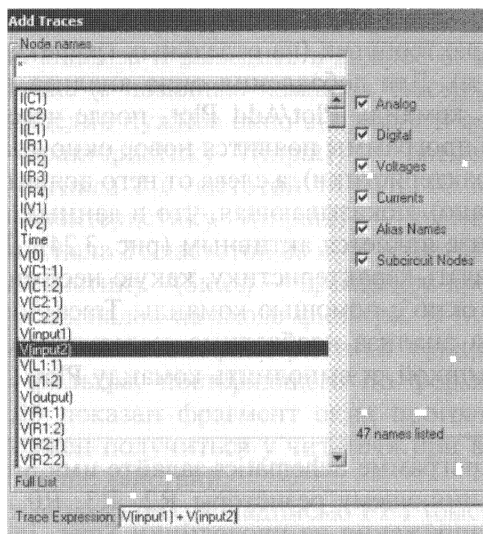 Add Traces
Node names
*
I(C1)
I(C2)
I(L1)
I(R1)
I(R2)
I(R3)
I(R4)
I(V1)
I(V2)
Time
V(0)
V(C1:1)
V(C1:2)
V(C2:1)
V(C2:2)
V(input1)
V(input2)
V(L1:1)
V(L1:2)
V(output)
V(R1:1)
V(R1:2)
V(R2:1)
V(R2:2)
Analog
Digital
Voltages
Currents
Alias Names
Subcircuit Nodes
47 names listed
Full List
Trace Expression: V(input1) + V(input2)